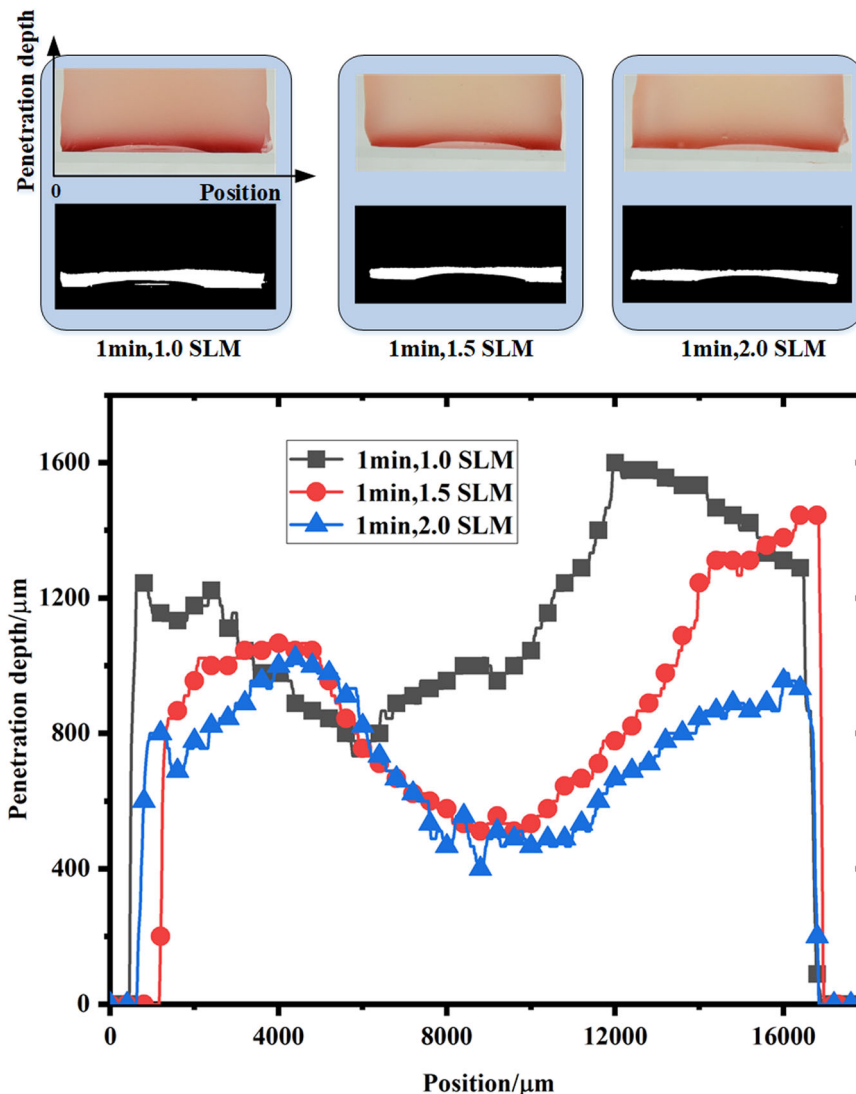 Penetration depth
0
Position
1min,1.0 SLM
1min,1.5 SLM
1min,2.0 SLM
1min,1.0 SLM
1min,1.5 SLM
1min,2.0 SLM
Penetration depth/μm
1600
1200
800
400
0
0
4000
8000
12000
16000
Position/μm